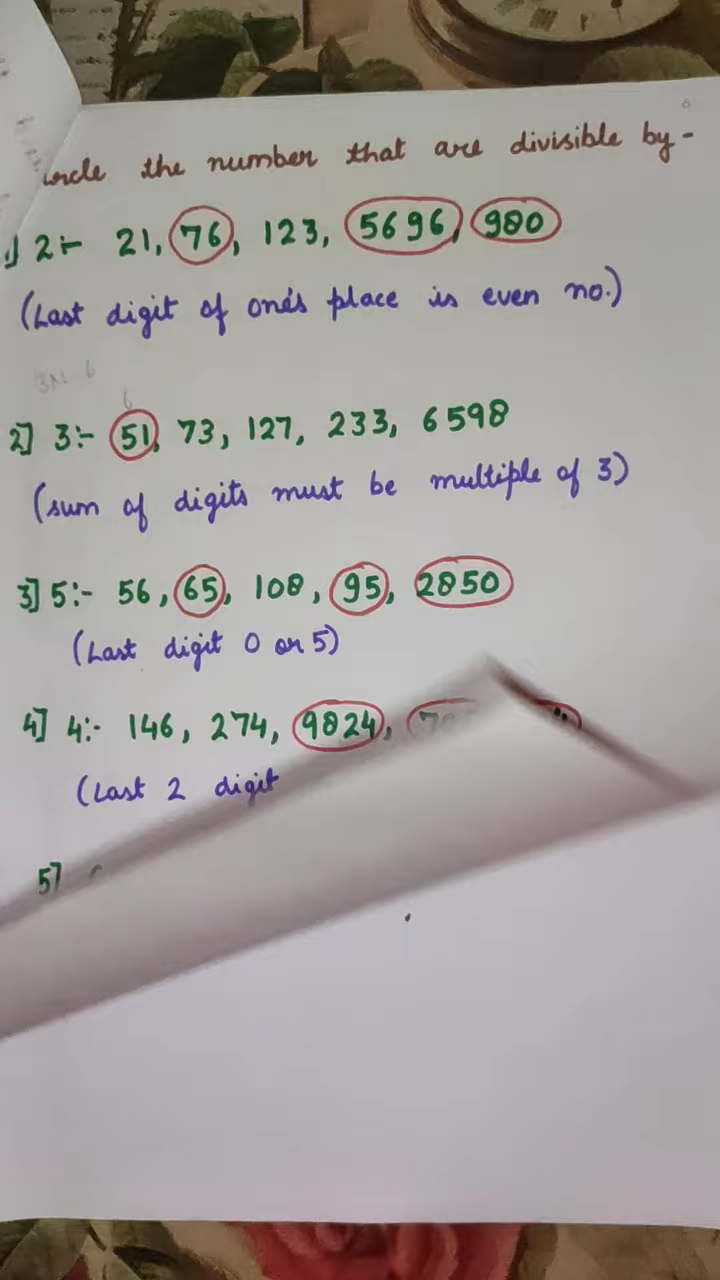 the number that are divisible by-
1] 2:- 21, 76, 123, 5696, 980
(Last digit of one's place is even no.)
2] 3:- 51, 73, 127, 233, 6598
(sum of digits must be multiple of 3)
3] 5:- 56, 65, 108, 95, 2850
(Last digit 0 or 5)
4] 4:- 146, 274, 9824,
(Last 2 digit
5]